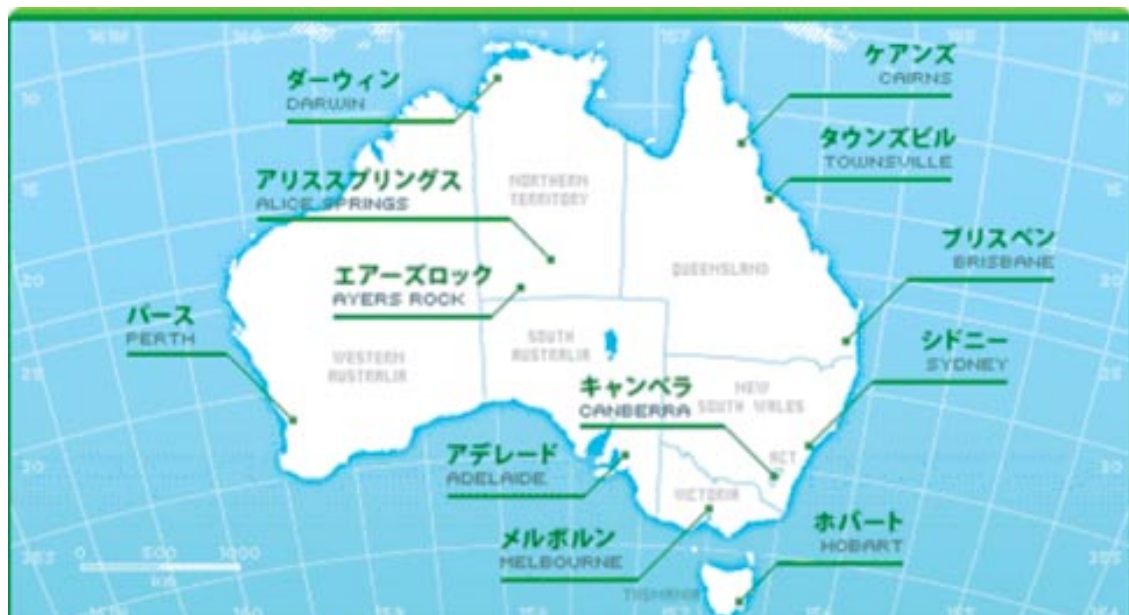 ケアンズ
CAIRNS
ダーウィン
DARWIN
タウンズビル
TOWNSVILLE
アリススプリングス
ALICE SPRINGS
NORTHERN
TERRITORY
ブリスベン
BRISBANE
QUEENSLAND
エアーズロック
AYERS ROCK
パース
PERTH
SOUTH
AUSTRALIA
シドニー
SYDNEY
WESTERN
AUSTRALIA
キャンベラ
CANBERRA
NEW
SOUTH WALES
アデレード
ADELAIDE
ACT
VICTORIA
メルボルン
MELBOURNE
ホバート
HOBART
TASMANIA
0 500 1000
km